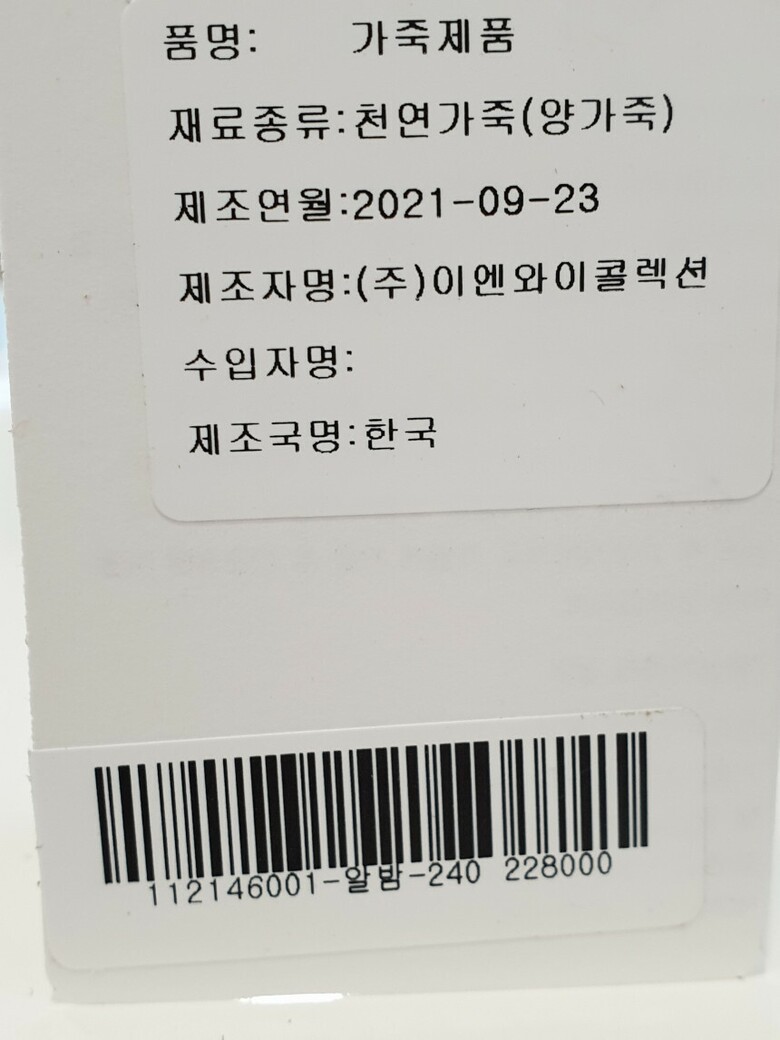 품명: 가죽제품
재료종류:천연가죽(양가죽)
제조연월:2021-09-23
제조자명:(주)이엔와이콜렉션
수입자명:
제조국명:한국
112146001-알밤-240 228000